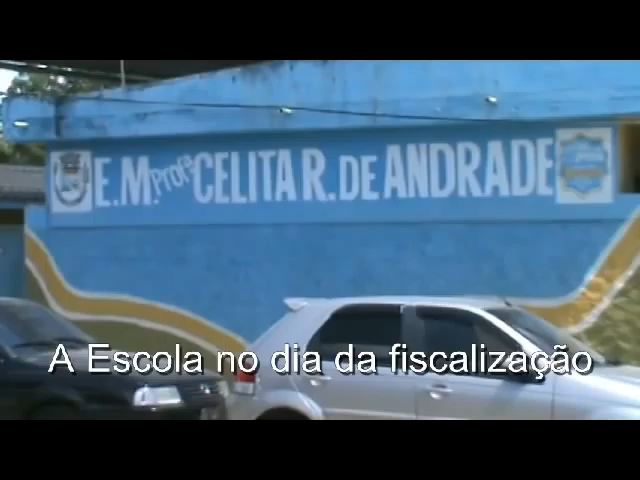 E.M. Profª CELITA R. DE ANDRADE
A Escola no dia da fiscalização